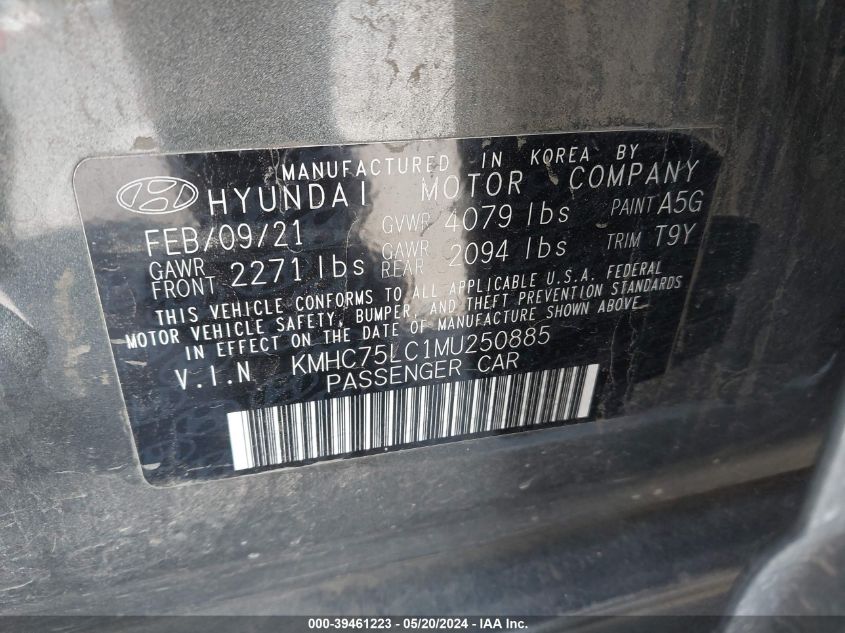 MANUFACTURED IN KOREA BY
HYUNDAI MOTOR COMPANY
FEB/09/21 GVWR 4079 lbs PAINT A5G
GAWR FRONT 2271 lbs GAWR REAR 2094 lbs TRIM T9Y
THIS VEHICLE CONFORMS TO ALL APPLICABLE U.S.A. FEDERAL
MOTOR VEHICLE SAFETY, BUMPER, AND THEFT PREVENTION STANDARDS
IN EFFECT ON THE DATE OF MANUFACTURE SHOWN ABOVE.
V.I.N KMHC75LC1MU250885
PASSENGER CAR
000-39461223 - 05/20/2024 - IAA Inc.